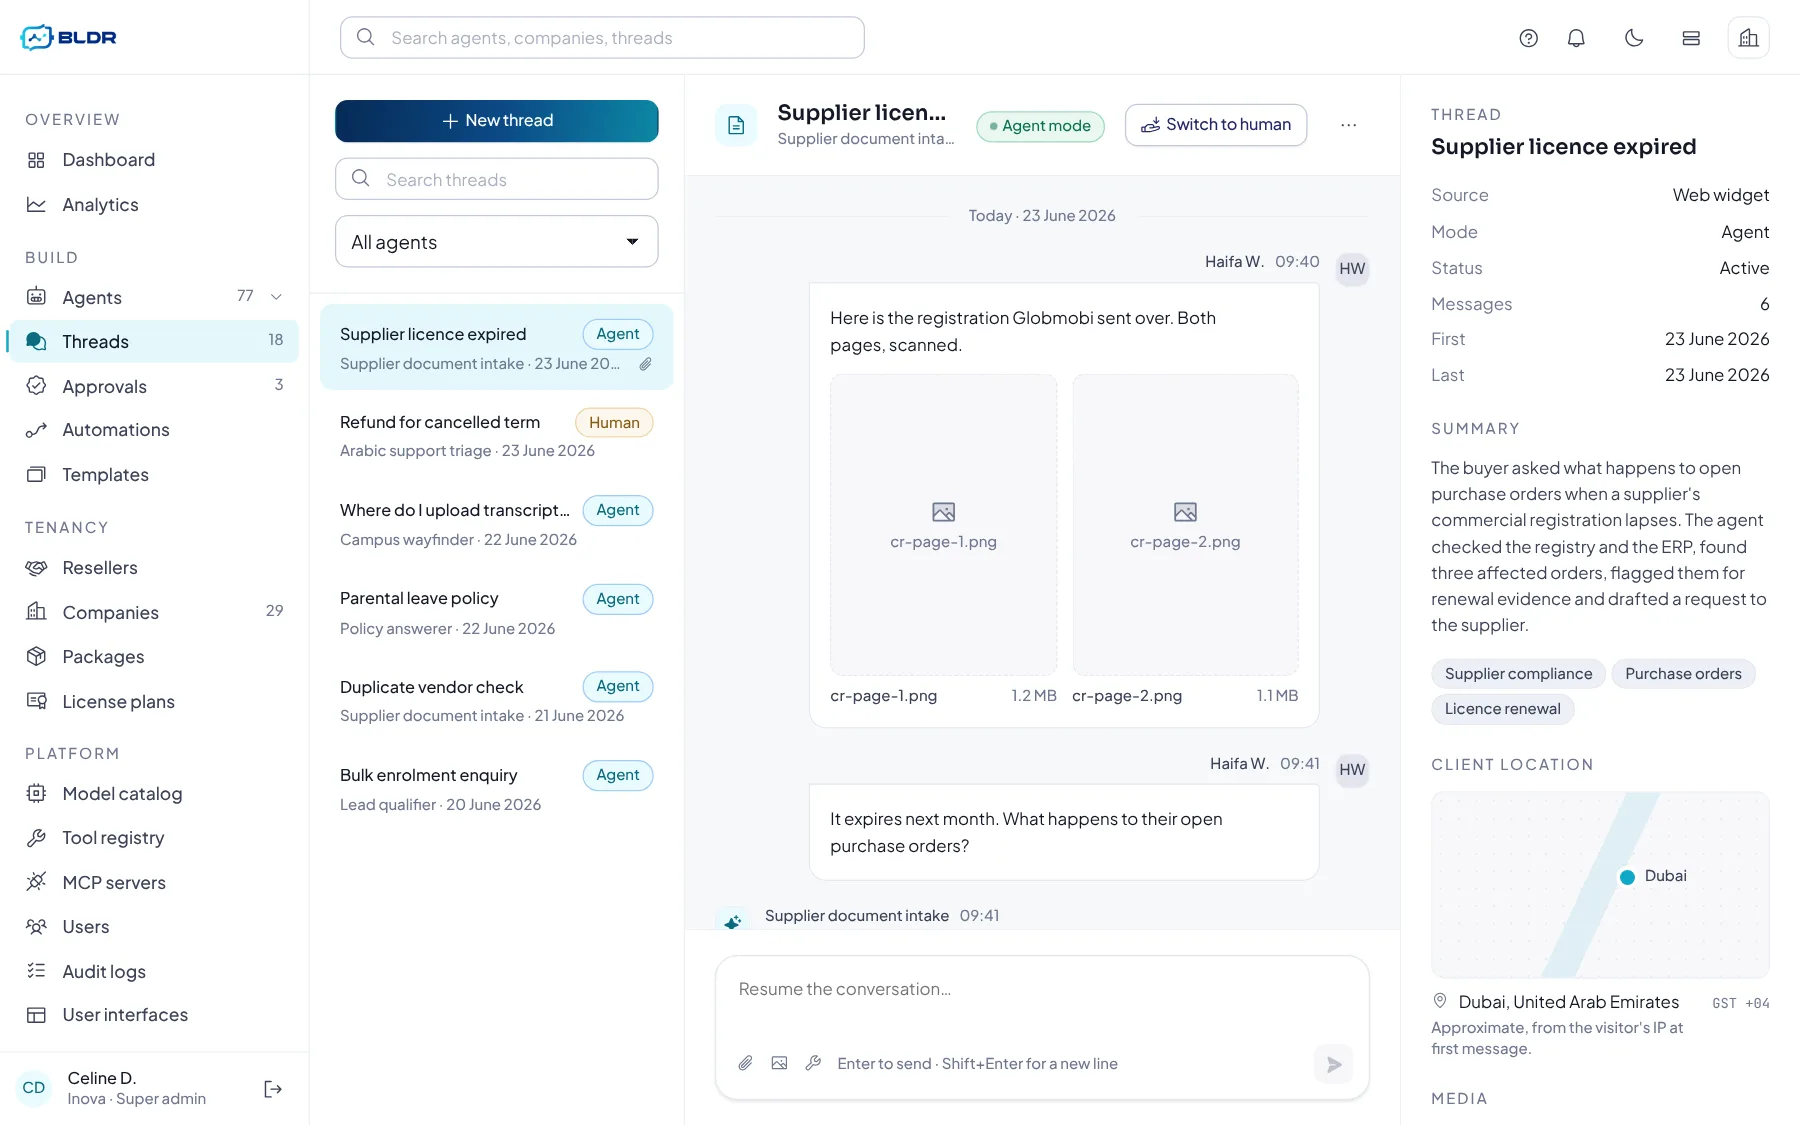 BLDR
Search agents, companies, threads
OVERVIEW
Dashboard
Analytics
BUILD
Agents 77
Threads 18
Approvals 3
Automations
Templates
TENANCY
Resellers
Companies 29
Packages
License plans
PLATFORM
Model catalog
Tool registry
MCP servers
Users
Audit logs
User interfaces
CD
Celine D.
Inova · Super admin
New thread
Search threads
All agents
Supplier licence expired Agent
Supplier document intake · 23 June 20...
Refund for cancelled term Human
Arabic support triage · 23 June 2026
Where do I upload transcript... Agent
Campus wayfinder · 22 June 2026
Parental leave policy Agent
Policy answerer · 22 June 2026
Duplicate vendor check Agent
Supplier document intake · 21 June 2026
Bulk enrolment enquiry Agent
Lead qualifier · 20 June 2026
Supplier licen...
Supplier document inta...
Agent mode
Switch to human
Today · 23 June 2026
Haifa W. 09:40
HW
Here is the registration Globmobi sent over. Both
pages, scanned.
cr-page-1.png
cr-page-2.png
cr-page-1.png 1.2 MB
cr-page-2.png 1.1 MB
Haifa W. 09:41
HW
It expires next month. What happens to their open
purchase orders?
Supplier document intake 09:41
Resume the conversation...
Enter to send · Shift+Enter for a new line
THREAD
Supplier licence expired
Source Web widget
Mode Agent
Status Active
Messages 6
First 23 June 2026
Last 23 June 2026
SUMMARY
The buyer asked what happens to open
purchase orders when a supplier's
commercial registration lapses. The agent
checked the registry and the ERP, found
three affected orders, flagged them for
renewal evidence and drafted a request to
the supplier.
Supplier compliance
Purchase orders
Licence renewal
CLIENT LOCATION
Dubai
Dubai, United Arab Emirates GST +04
Approximate, from the visitor's IP at
first message.
MEDIA